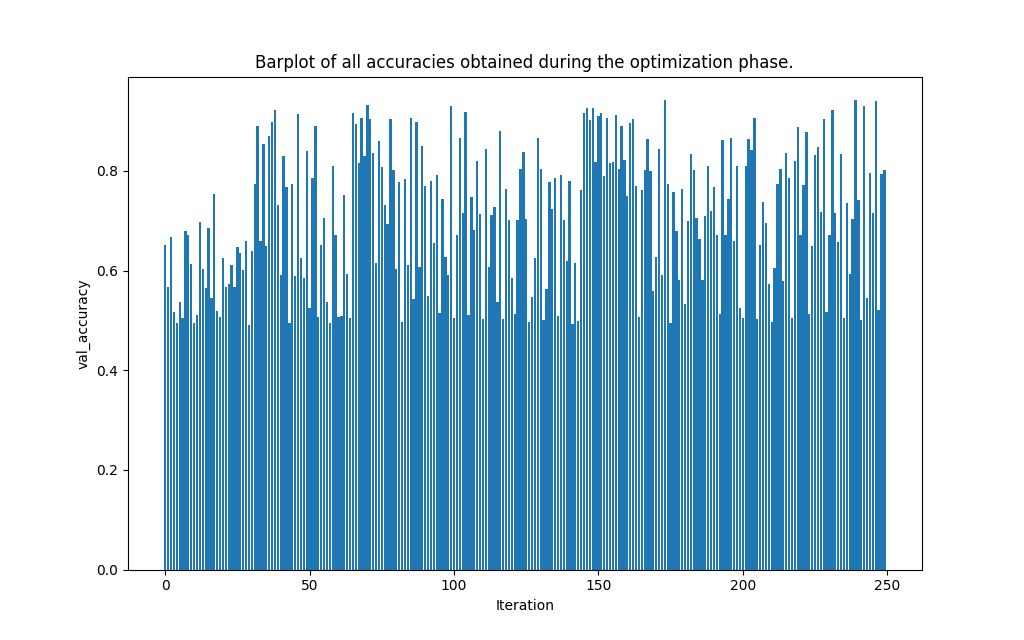 Barplot of all accuracies obtained during the optimization phase.
val_accuracy
0.8
0.6
0.4
0.2
0.0
0 50 100 150 200 250
Iteration